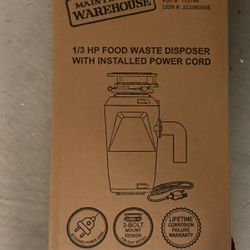 WAREHOUSE
1/3 HP FOOD WASTE DISPOSER
WITH INSTALLED POWER CORD
3-BOLT
MOUNT
DESIGN
LIFETIME
CORROSION
FAILURE
WARRANTY